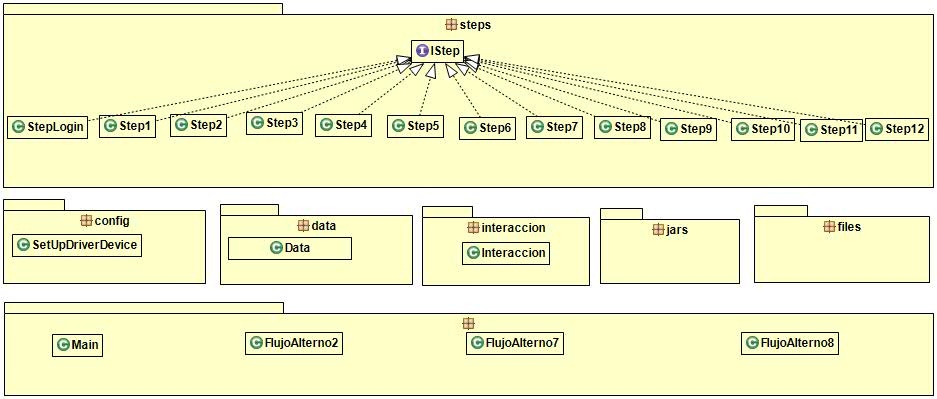 steps
IStep
StepLogin
Step1
Step2
Step3
Step4
Step5
Step6
Step7
Step8
Step9
Step10
Step11
Step12
config
SetUpDriverDevice
data
Data
interaccion
Interaccion
jars
files
Main
FlujoAlterno2
FlujoAlterno7
FlujoAlterno8